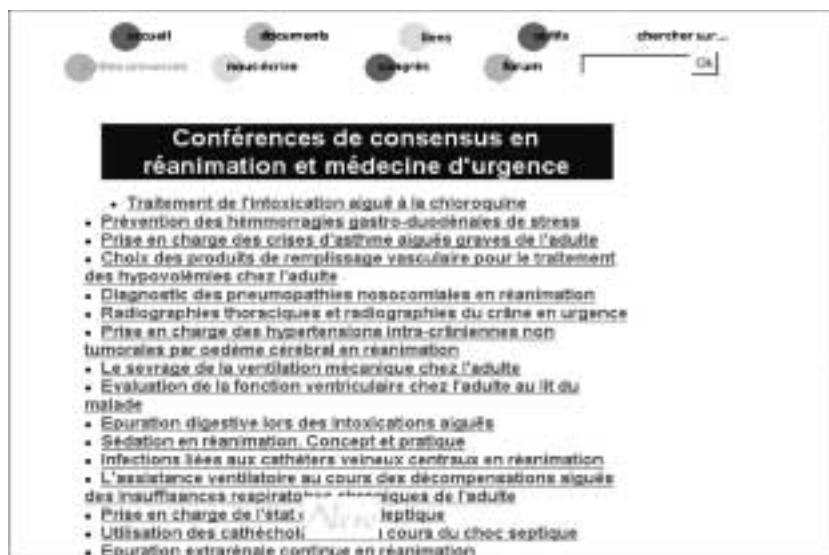 accueil documents liens outils chercher sur...
nous écrire congrès forum Ok
Conférences de consensus en
réanimation et médecine d'urgence
• Traitement de l'intoxication aiguë à la chloroquine
• Prévention des hémmorragies gastro-duodénales de stress
• Prise en charge des crises d'asthme aiguës graves de l'adulte
• Choix des produits de remplissage vasculaire pour le traitement
des hypovolémies chez l'adulte
• Diagnostic des pneumopathies nosocomiales en réanimation
• Radiographies thoraciques et radiographies du crâne en urgence
• Prise en charge des hypertensions intra-crâniennes non
tumorales par oedème cérébral en réanimation
• Le sevrage de la ventilation mécanique chez l'adulte
• Evaluation de la fonction ventriculaire chez l'adulte au lit du
malade
• Epuration digestive lors des intoxications aiguës
• Sédation en réanimation. Concept et pratique
• Infections liées aux cathéters veineux centraux en réanimation
• L'assistance ventilatoire au cours des décompensations aiguës
des insuffisances respiratoires chroniques de l'adulte
• Prise en charge de l'état septique
• Utilisation des cathéchol cours du choc septique
• Epuration extrarénale continue en réanimation